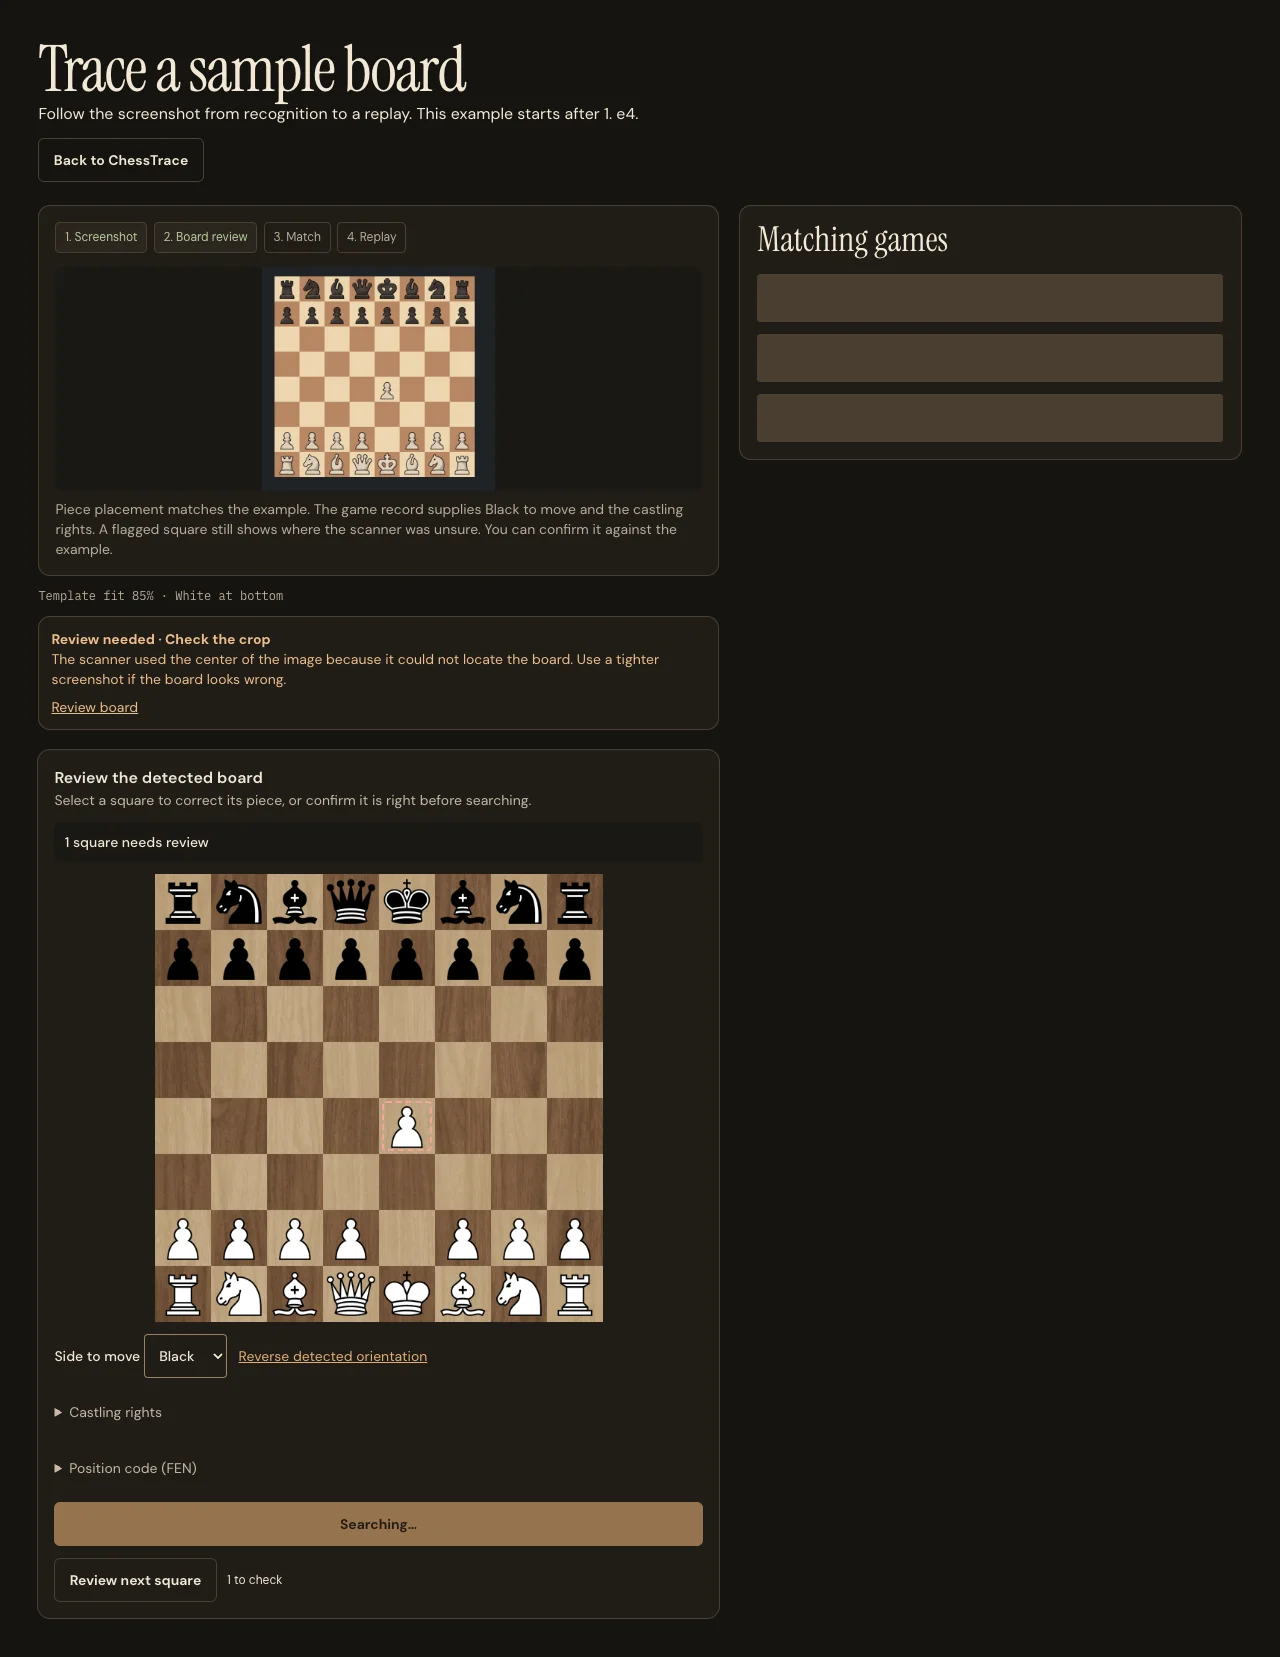 Trace a sample board
Follow the screenshot from recognition to a replay. This example starts after 1. e4.
Back to ChessTrace
1. Screenshot
2. Board review
3. Match
4. Replay
Piece placement matches the example. The game record supplies Black to move and the castling
rights. A flagged square still shows where the scanner was unsure. You can confirm it against the
example.
Template fit 85% · White at bottom
Review needed · Check the crop
The scanner used the center of the image because it could not locate the board. Use a tighter
screenshot if the board looks wrong.
Review board
Review the detected board
Select a square to correct its piece, or confirm it is right before searching.
1 square needs review
Side to move Black Reverse detected orientation
Castling rights
Position code (FEN)
Searching…
Review next square 1 to check
Matching games